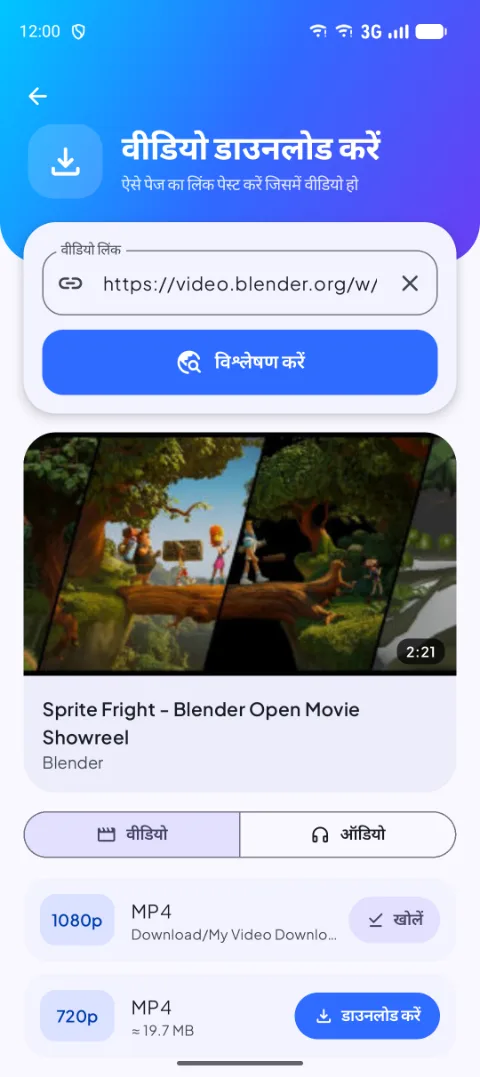 12:00
3G
वीडियो डाउनलोड करें
ऐसे पेज का लिंक पेस्ट करें जिसमें वीडियो हो
वीडियो लिंक
https://video.blender.org/w/
विश्लेषण करें
2:21
Sprite Fright - Blender Open Movie
Showreel
Blender
वीडियो
ऑडियो
1080p
MP4
Download/My Video Downlo...
खोलें
720p
MP4
≈ 19.7 MB
डाउनलोड करें